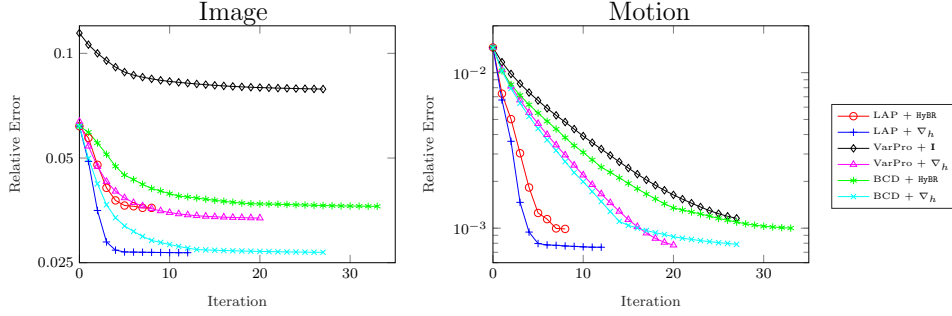 Image
Relative Error
0.1
0.05
0.025
0 10 20 30
Iteration
Motion
Relative Error
10⁻²
10⁻³
0 10 20 30
Iteration
LAP + HyBR
LAP + ∇ₕ
VarPro + I
VarPro + ∇ₕ
BCD + HyBR
BCD + ∇ₕ